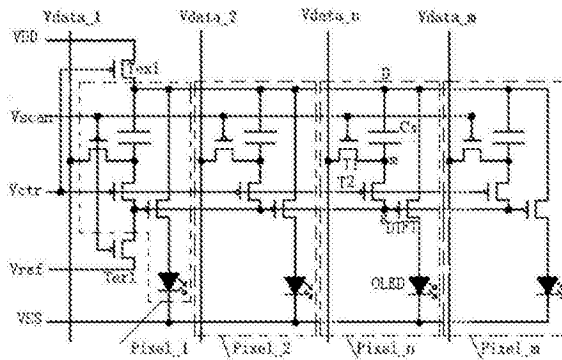 Vdata_1 Vdata_2 Vdata_n Vdata_m
VDD
Tex1
D
Vscan
Cs
T1
Vctr
T2
DTFT
Vref
OLED
VSS
Pixel_1 Pixel_2 Pixel_n Pixel_m